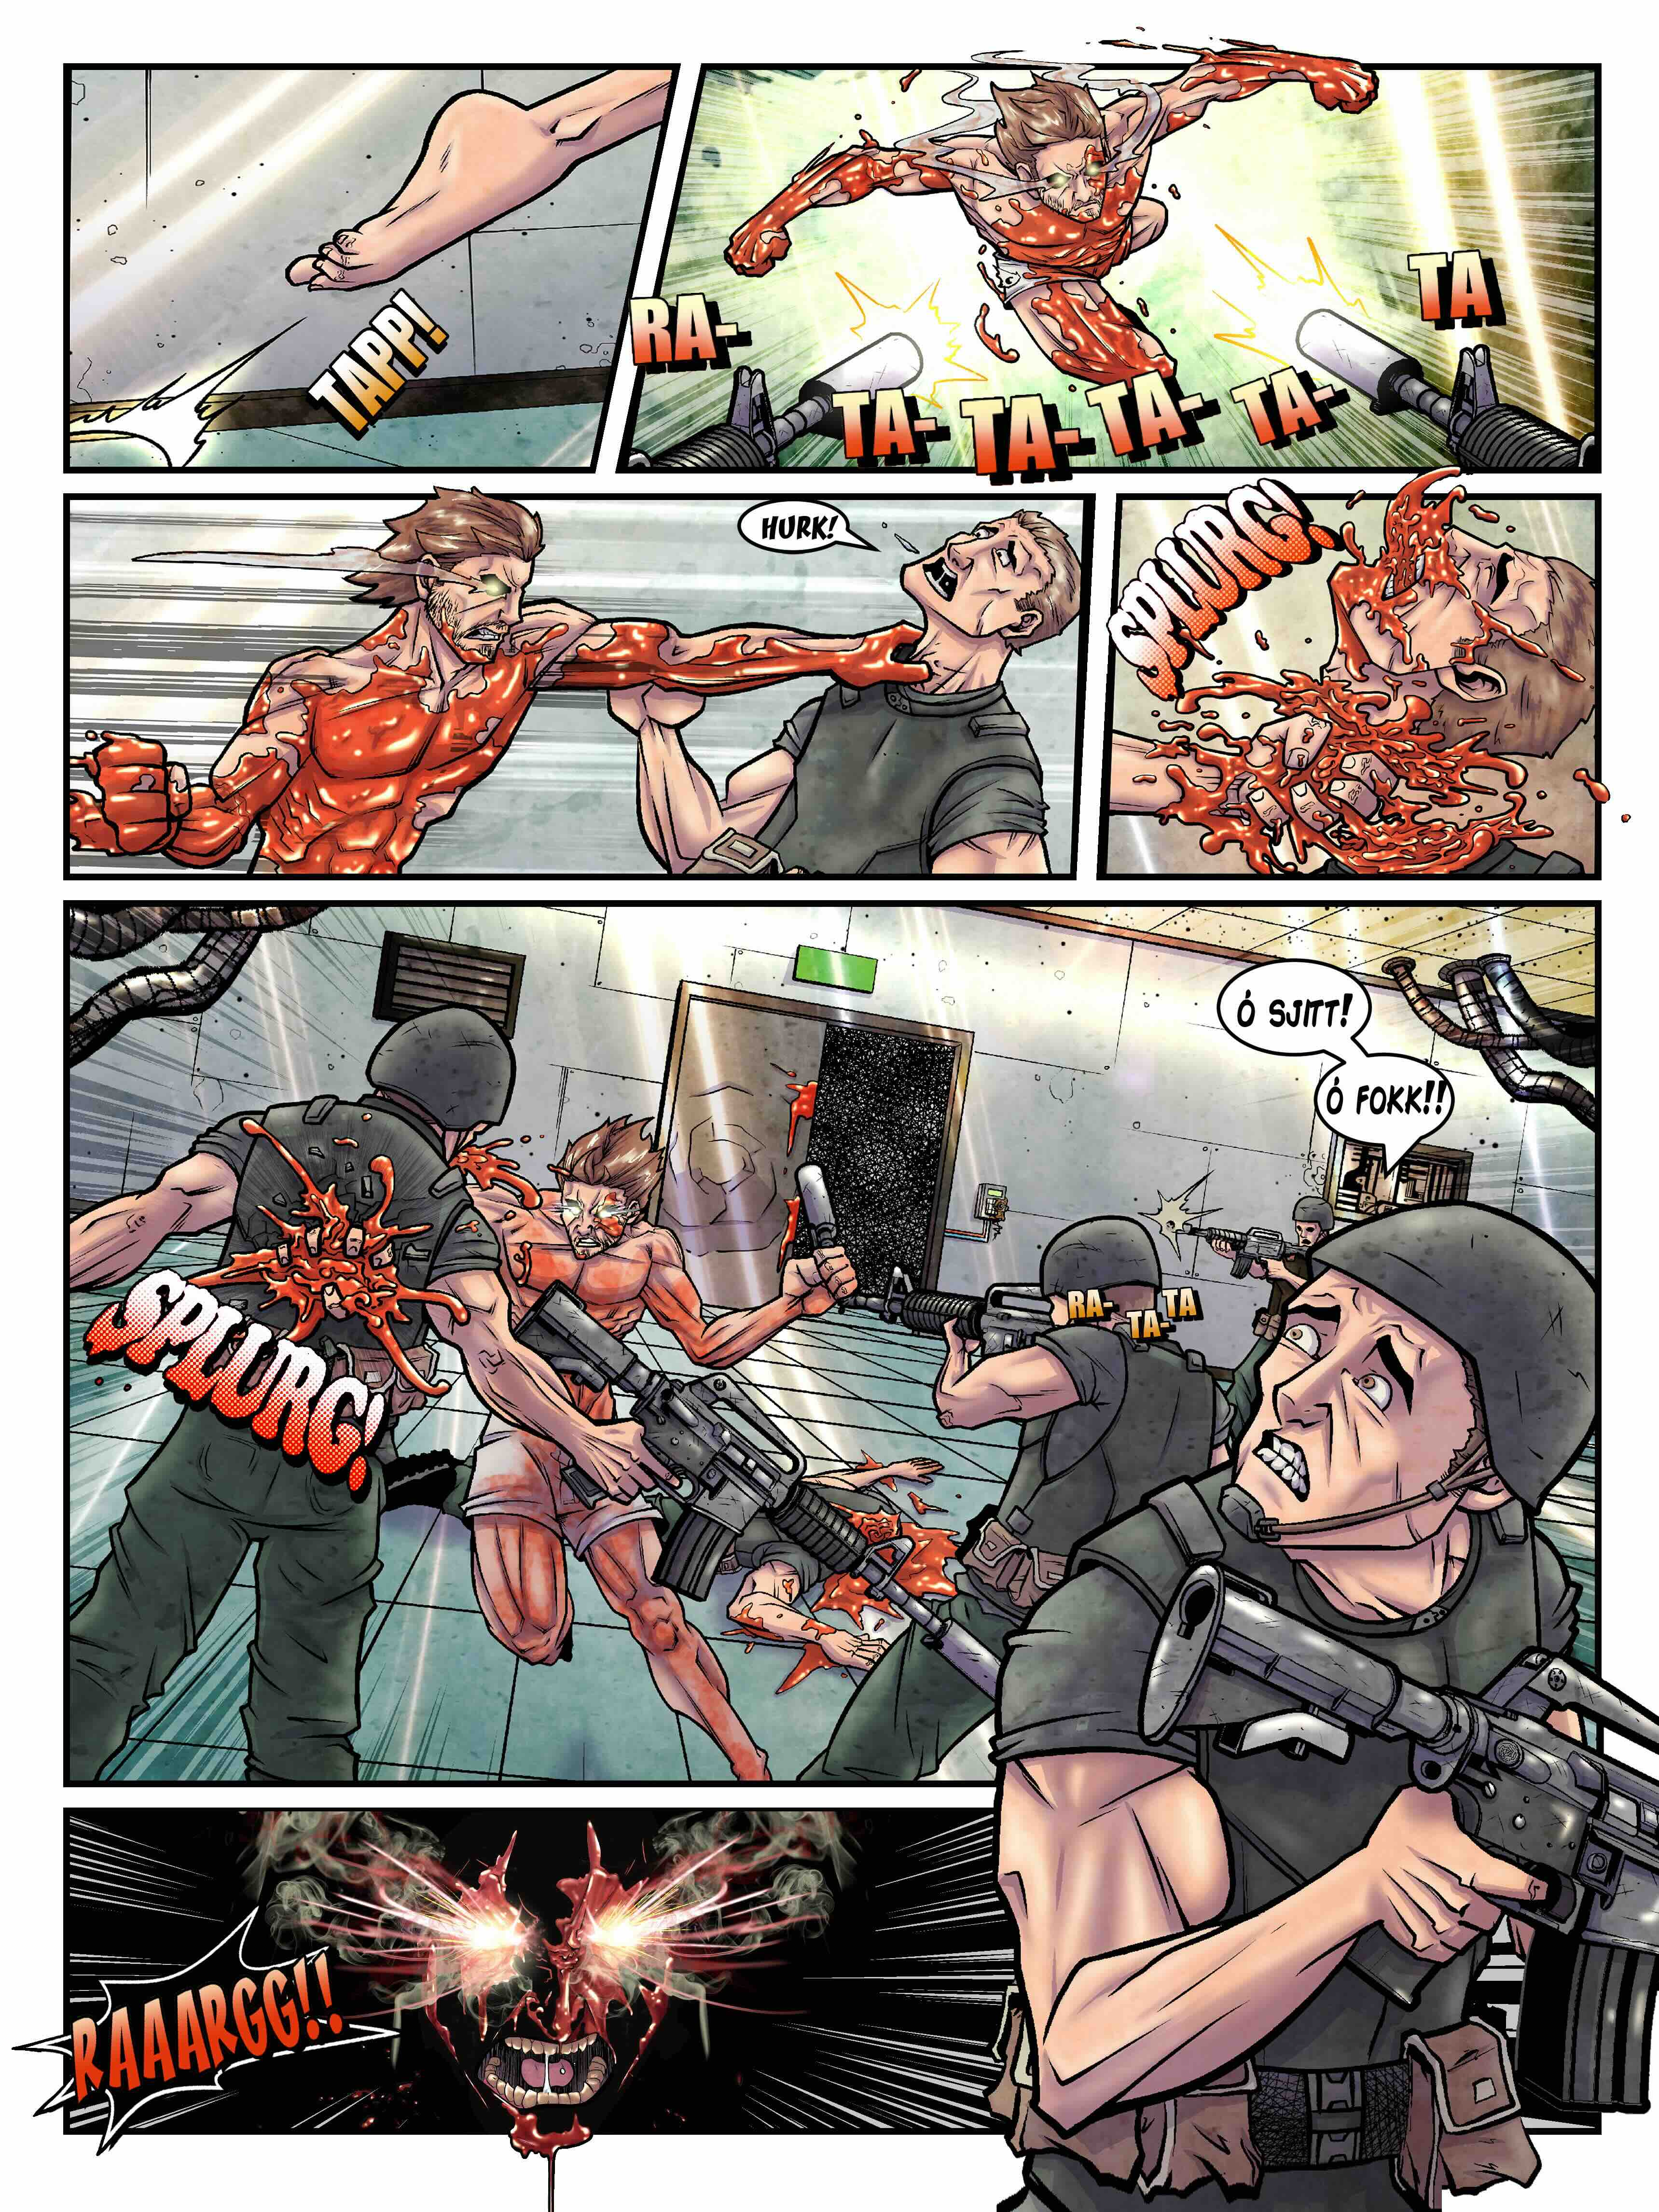 TAPP!
RA-
TA-
TA-
TA-
TA-
TA
HURK!
SPLURG!
Ó SJITT!
Ó FOKK!!
RA-
TA-
TA
SPLURG!
RAAARGG!!